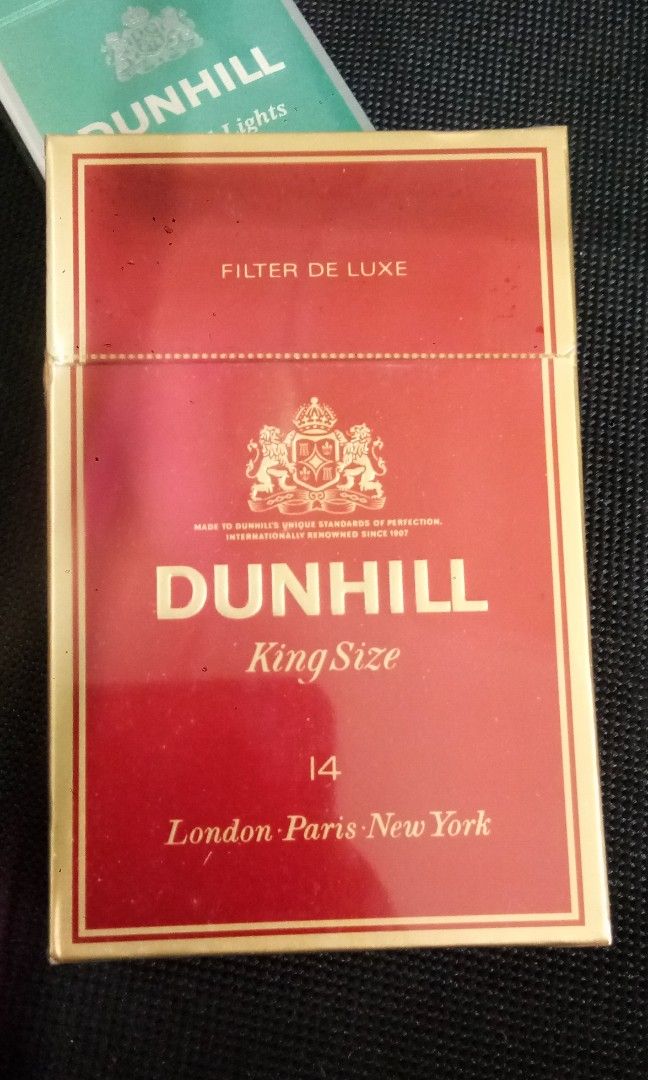 DUNHILL
Lights
FILTER DE LUXE
MADE TO DUNHILL'S UNIQUE STANDARDS OF PERFECTION.
INTERNATIONALLY RENOWNED SINCE 1907
DUNHILL
King Size
14
London · Paris · New York